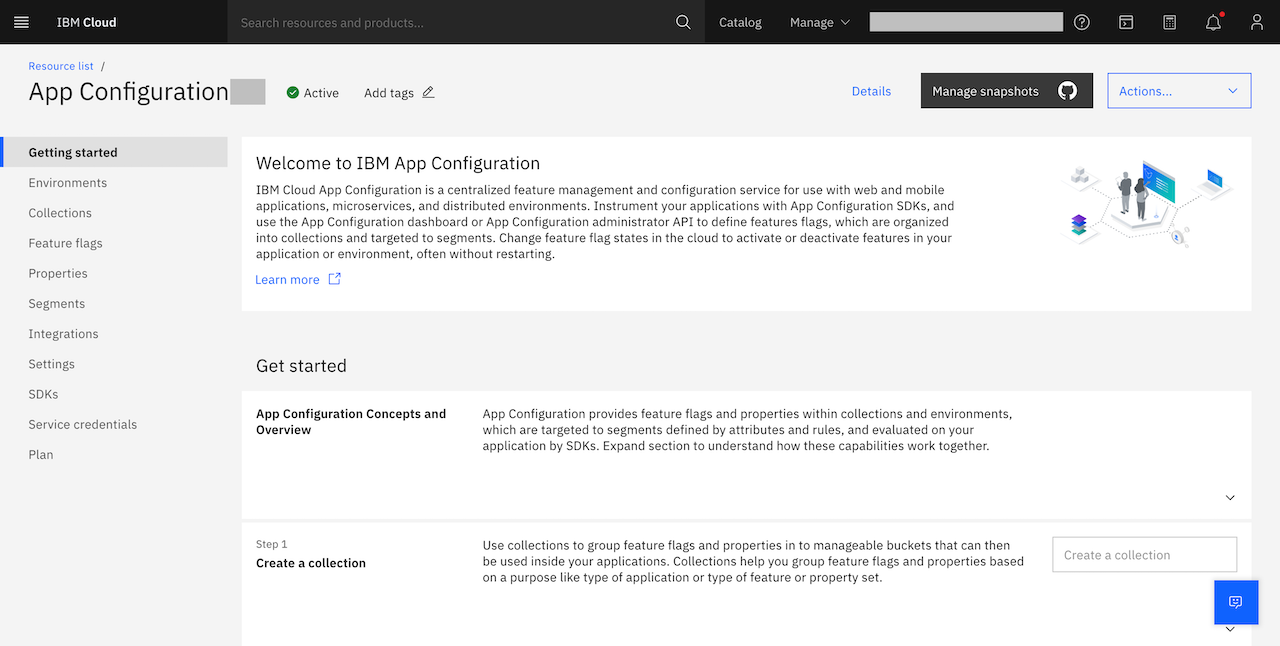 IBM Cloud
Search resources and products...
Catalog
Manage
Resource list /
App Configuration
Active
Add tags
Details
Manage snapshots
Actions...
Getting started
Environments
Collections
Feature flags
Properties
Segments
Integrations
Settings
SDKs
Service credentials
Plan
Welcome to IBM App Configuration
IBM Cloud App Configuration is a centralized feature management and configuration service for use with web and mobile
applications, microservices, and distributed environments. Instrument your applications with App Configuration SDKs, and
use the App Configuration dashboard or App Configuration administrator API to define features flags, which are organized
into collections and targeted to segments. Change feature flag states in the cloud to activate or deactivate features in your
application or environment, often without restarting.
Learn more
Get started
App Configuration Concepts and
Overview
App Configuration provides feature flags and properties within collections and environments,
which are targeted to segments defined by attributes and rules, and evaluated on your
application by SDKs. Expand section to understand how these capabilities work together.
Step 1
Create a collection
Use collections to group feature flags and properties in to manageable buckets that can then
be used inside your applications. Collections help you group feature flags and properties based
on a purpose like type of application or type of feature or property set.
Create a collection